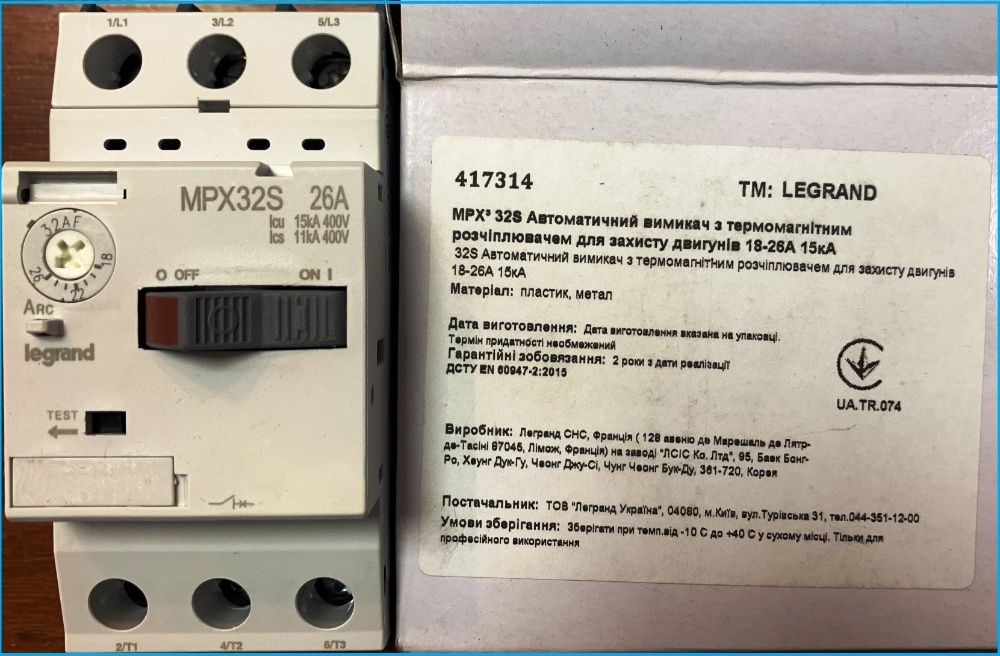 1/L1 3/L2 5/L3
MPX32S 26A
Icu 15kA 400V
Ics 11kA 400V
32AF
18
22
26
O OFF ON I
ARC
legrand
TEST
2/T1 4/T2 6/T3
417314 TM: LEGRAND
MPX³ 32S Автоматичний вимикач з термомагнітним
розчіплювачем для захисту двигунів 18-26A 15кА
32S Автоматичний вимикач з термомагнітним розчіплювачем для захисту двигунів
18-26A 15кА
Матеріал: пластик, метал
Дата виготовлення: Дата виготовлення вказана на упаковці.
Термін придатності необмежений
Гарантійні зобовязання: 2 роки з дати реалізації
ДСТУ EN 60947-2:2015
UA.TR.074
Виробник: Легранд СНС, Франція ( 128 авеню де Марешаль де Лятр-
де-Тасіні 87045, Лімож, Франція) на заводі "ЛСІС Ко. Лтд", 95, Баек Бонг-
Ро, Хеунг Дук-Гу, Чеонг Джу-Сі, Чунг Чеонг Бук-Ду, 361-720, Корея
Постачальник: ТОВ "Легранд Україна", 04080, м.Київ, вул.Турівська 31, тел.044-351-12-00
Умови зберігання: Зберігати при темп.від -10 С до +40 С у сухому місці. Тільки для
професійного використання